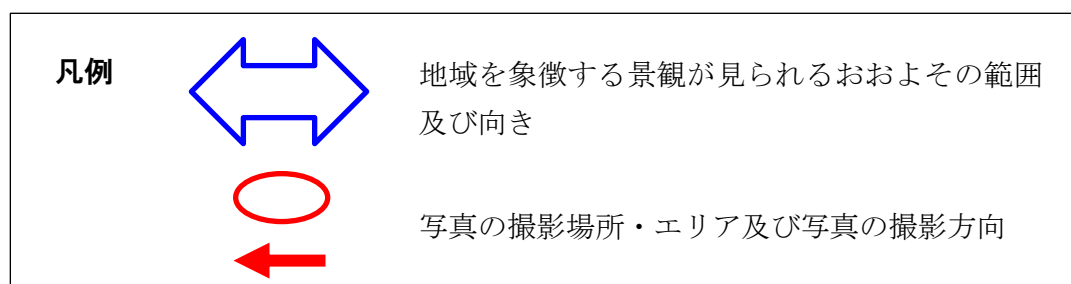 凡例
地域を象徴する景観が見られるおおよその範囲
及び向き
写真の撮影場所・エリア及び写真の撮影方向